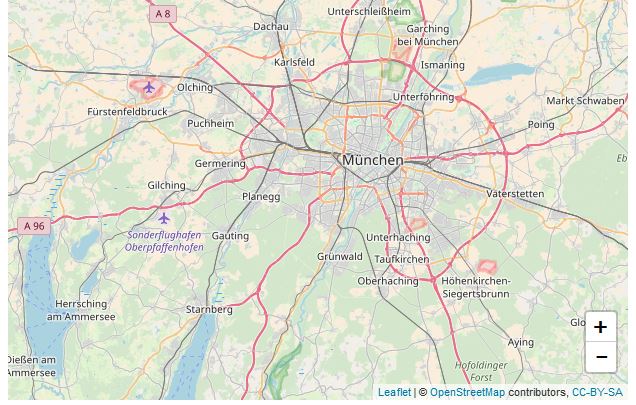 A 8
Unterschleißheim
Dachau
Garching
bei München
Karlsfeld
Ismaning
Olching
Unterföhring
Markt Schwaben
Fürstenfeldbruck
Puchheim
Poing
München
Germering
Gilching
Planegg
Vaterstetten
A 96
Sonderflughafen
Oberpfaffenhofen
Gauting
Unterhaching
Taufkirchen
Grünwald
Oberhaching
Höhenkirchen-
Siegertsbrunn
Herrsching
am Ammersee
Starnberg
Aying
Dießen am
Ammersee
Hofoldinger
Forst
+
−
Leaflet | © OpenStreetMap contributors, CC-BY-SA